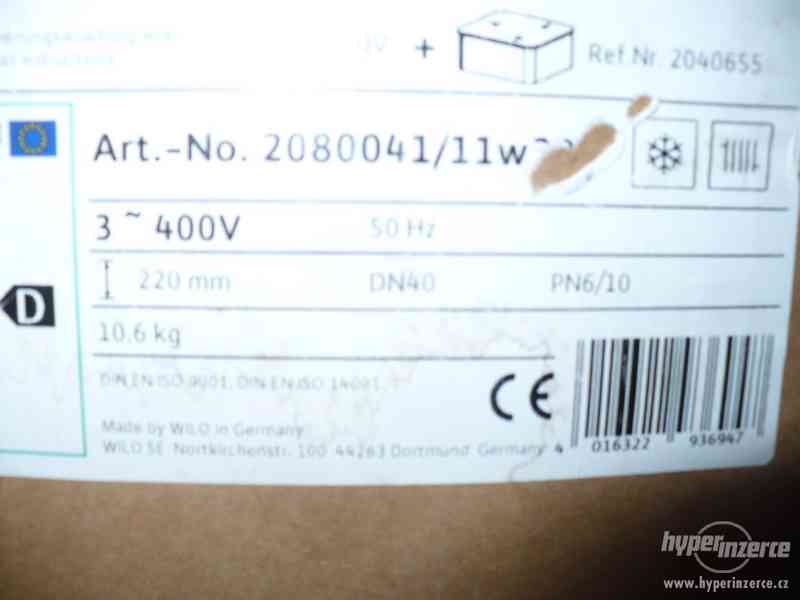 + Ref.Nr. 2040655
Art.-No. 2080041/11w
3 ~ 400V 50 Hz
220 mm DN40 PN6/10
D
10.6 kg
DIN EN ISO 9001, DIN EN ISO 14001
CE
Made by WILO in Germany
WILO SE Nortkirchenstr. 100 44263 Dortmund Germany
4 016322 936947
hyperinzerce
www.hyperinzerce.cz